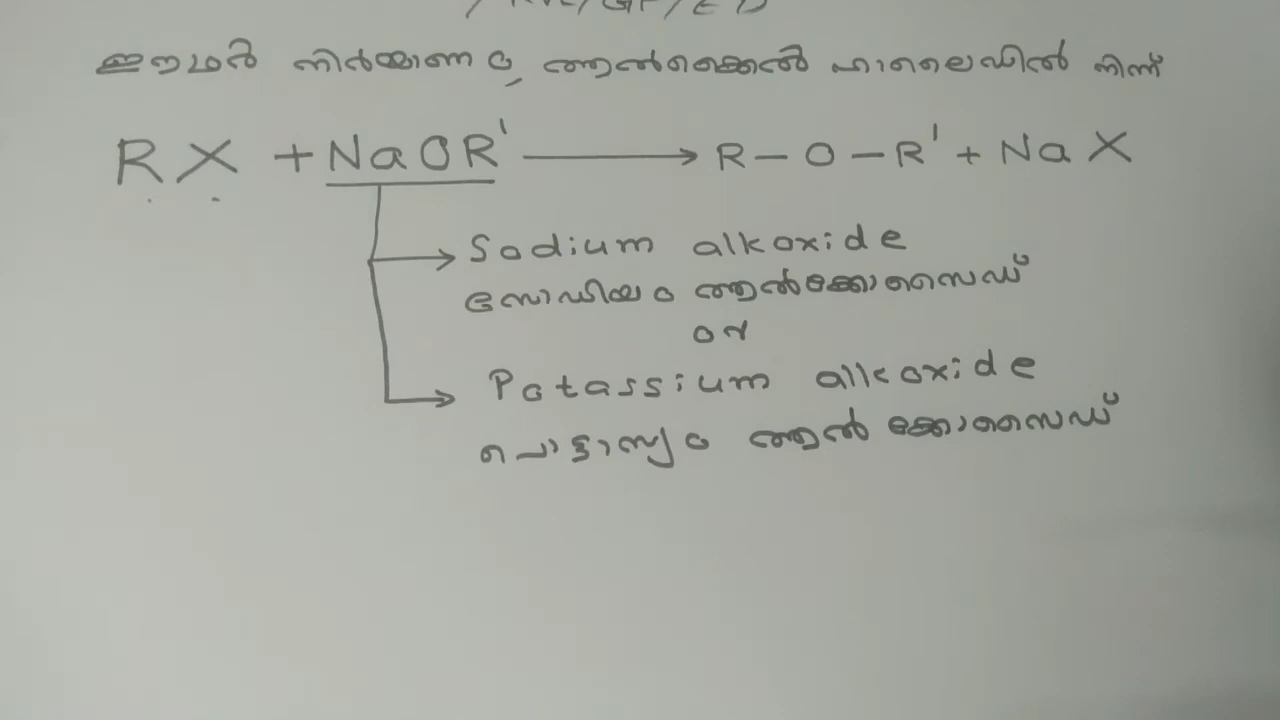 ഈഥർ നിർമ്മാണം, ആൽക്കൈൽ ഹാലൈഡിൽ നിന്ന്
RX + NaOR' → R-O-R' + NaX
→ Sodium alkoxide
സോഡിയം ആൽക്കോസൈഡ്
or
→ Potassium alkoxide
പൊട്ടാസ്യം ആൽക്കോസൈഡ്